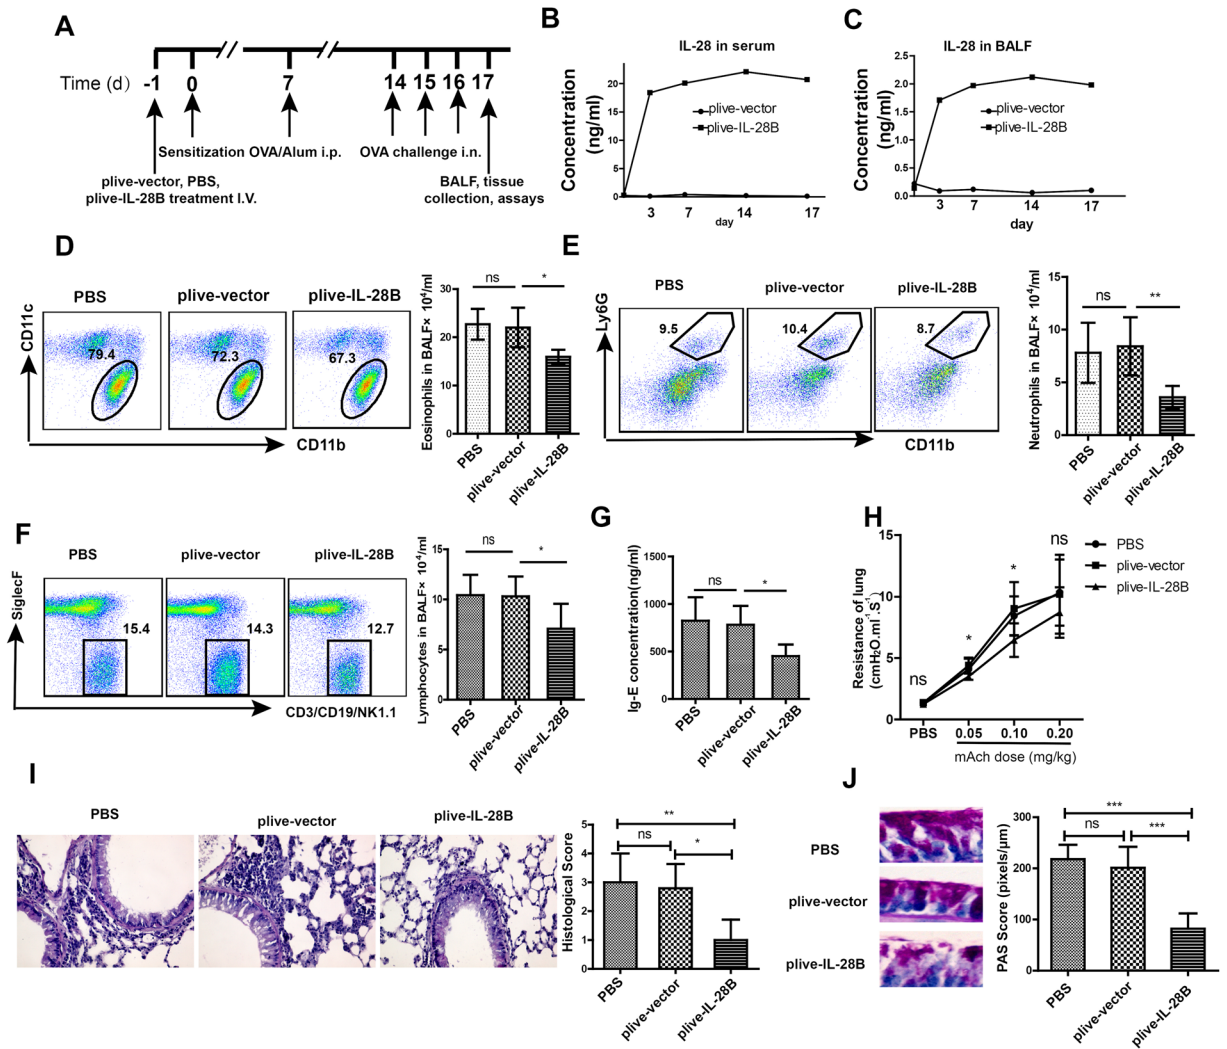 A
Time (d)
-1 0 7 14 15 16 17
Sensitization OVA/Alum i.p.
OVA challenge i.n.
plive-vector, PBS,
plive-IL-28B treatment I.V.
BALF, tissue
collection, assays
B
IL-28 in serum
Concentration
(ng/ml)
20
15
10
5
0
plive-vector
plive-IL-28B
3 7 14 17
day
C
IL-28 in BALF
Concentration
(ng/ml)
2.5
2.0
1.5
1.0
0.5
0.0
plive-vector
plive-IL-28B
3 7 14 17
day
D
PBS
plive-vector
plive-IL-28B
CD11c
79.4
72.3
67.3
CD11b
Eosinophils in BALF× 10⁴/ml
30
20
10
0
ns
*
PBS
plive-vector
plive-IL-28B
E
PBS
plive-vector
plive-IL-28B
Ly6G
9.5
10.4
8.7
CD11b
Neutrophils in BALF× 10⁴/ml
15
10
5
0
ns
**
PBS
plive-vector
plive-IL-28B
F
PBS
plive-vector
plive-IL-28B
SiglecF
15.4
14.3
12.7
CD3/CD19/NK1.1
Lymphocytes in BALF× 10⁴/ml
15
10
5
0
ns
*
PBS
plive-vector
plive-IL-28B
G
Ig-E concentration(ng/ml)
1500
1000
500
0
ns
*
PBS
plive-vector
plive-IL-28B
H
Resistance of lung
(cmH₂O.ml⁻¹.S¹)
15
10
5
0
ns
*
*
ns
PBS
plive-vector
plive-IL-28B
PBS 0.05 0.10 0.20
mAch dose (mg/kg)
I
PBS
plive-vector
plive-IL-28B
Histological Score
5
4
3
2
1
0
**
ns
*
PBS
plive-vector
plive-IL-28B
J
PBS
plive-vector
plive-IL-28B
PAS Score (pixels/μm)
300
200
100
0
***
ns
***
PBS
plive-vector
plive-IL-28B